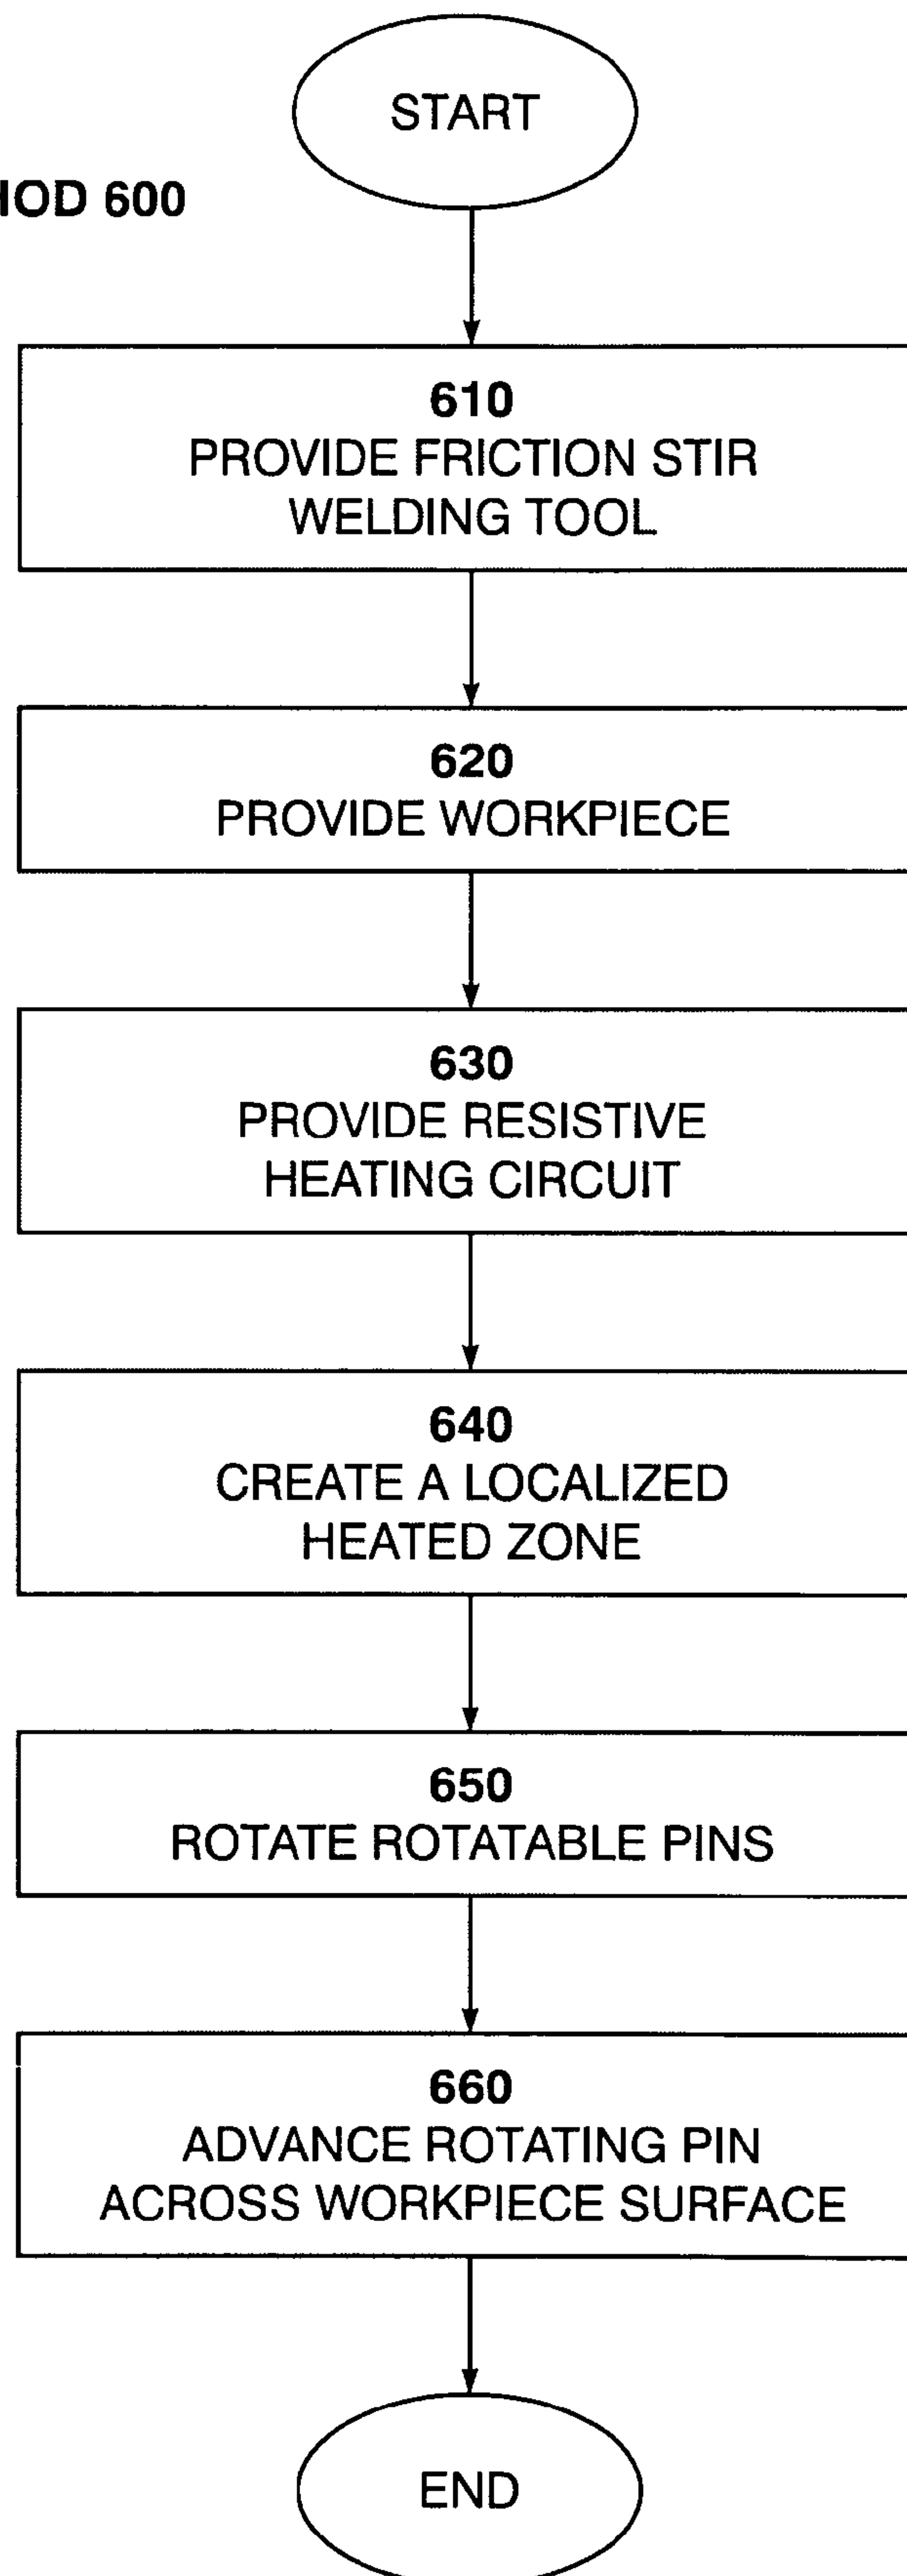 START
HOD 600
610
PROVIDE FRICTION STIR
WELDING TOOL
620
PROVIDE WORKPIECE
630
PROVIDE RESISTIVE
HEATING CIRCUIT
640
CREATE A LOCALIZED
HEATED ZONE
650
ROTATE ROTATABLE PINS
660
ADVANCE ROTATING PIN
ACROSS WORKPIECE SURFACE
END